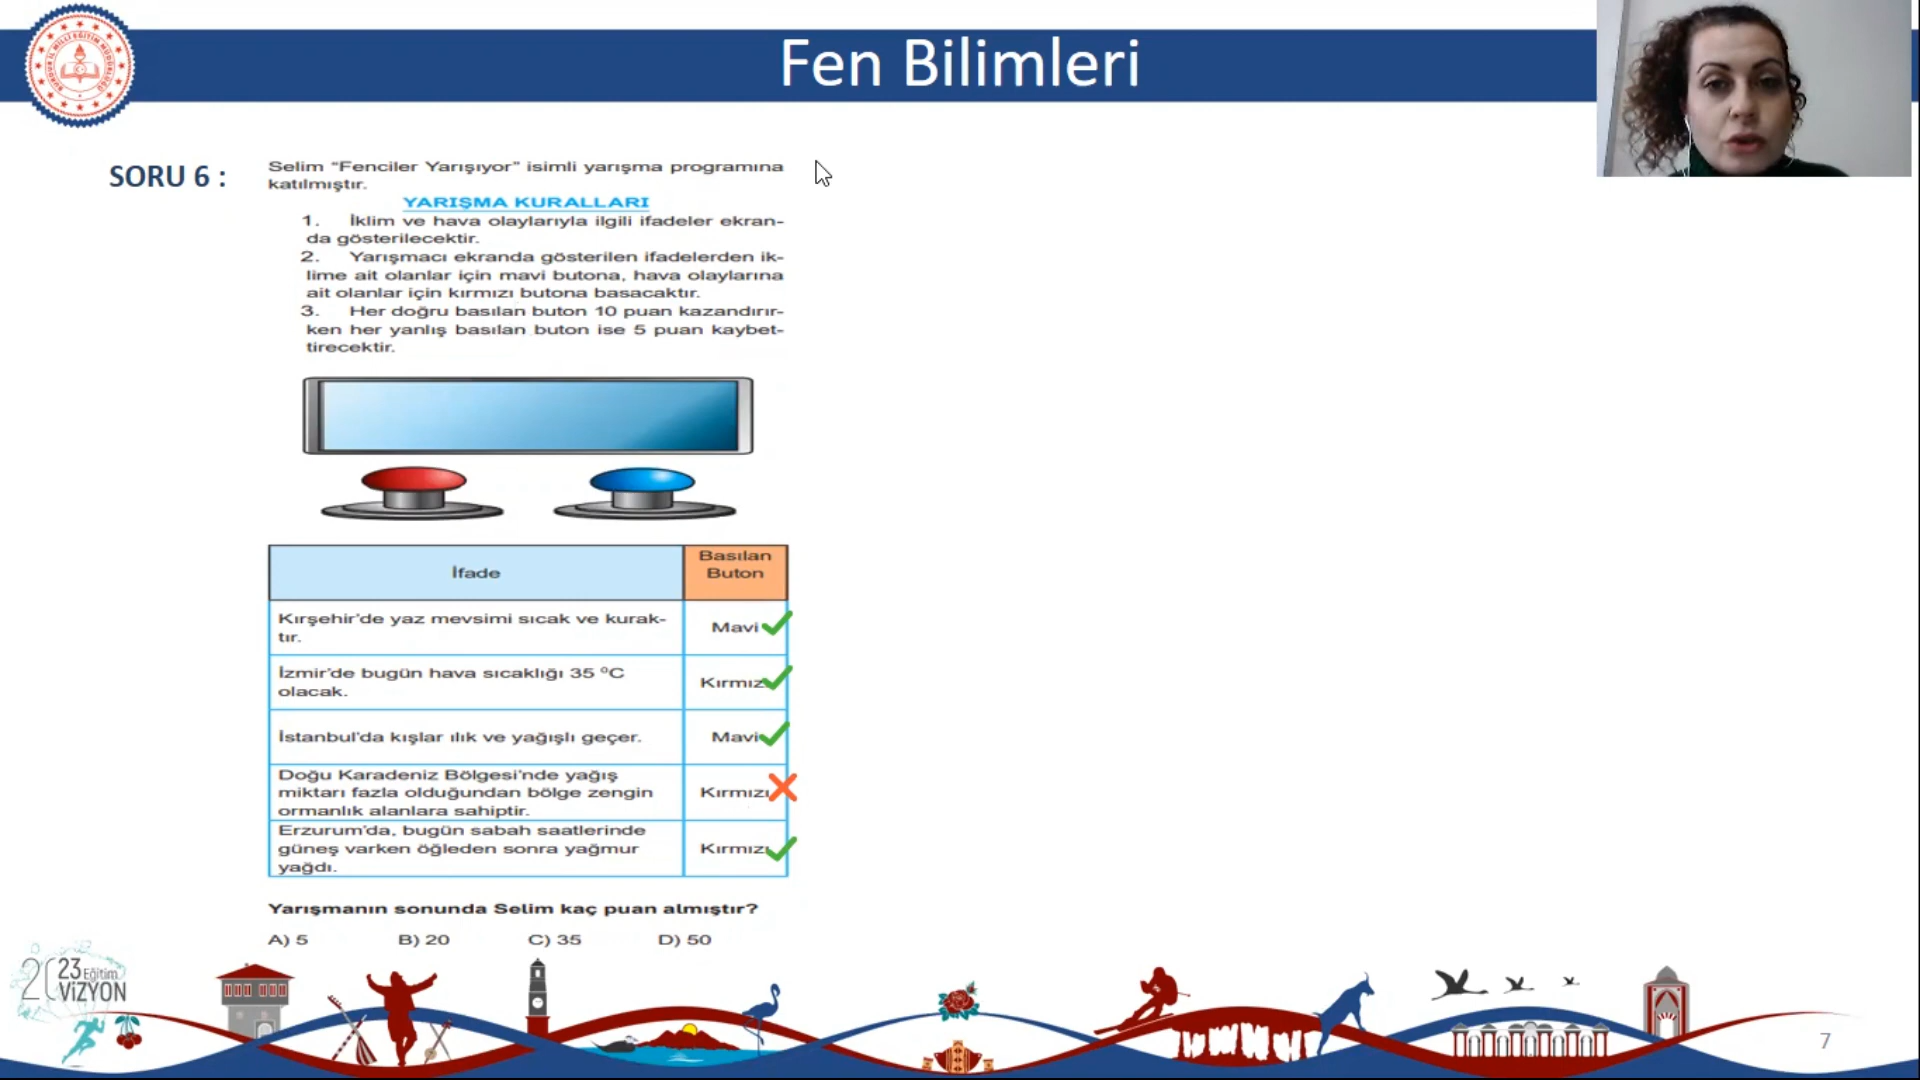 Fen Bilimleri
SORU 6 :
Selim “Fenciler Yarışıyor” isimli yarışma programına
katılmıştır.
YARIŞMA KURALLARI
1. İklim ve hava olaylarıyla ilgili ifadeler ekran-
da gösterilecektir.
2. Yarışmacı ekranda gösterilen ifadelerden ik-
lime ait olanlar için mavi butona, hava olaylarına
ait olanlar için kırmızı butona basacaktır.
3. Her doğru basılan buton 10 puan kazandırır-
ken her yanlış basılan buton ise 5 puan kaybet-
tirecektir.
İfade
Basılan
Buton
Kırşehir’de yaz mevsimi sıcak ve kurak-
tır.
Mavi
İzmir’de bugün hava sıcaklığı 35 ºC
olacak.
Kırmızı
İstanbul’da kışlar ılık ve yağışlı geçer.
Mavi
Doğu Karadeniz Bölgesi’nde yağış
miktarı fazla olduğundan bölge zengin
ormanlık alanlara sahiptir.
Kırmızı
Erzurum’da, bugün sabah saatlerinde
güneş varken öğleden sonra yağmur
yağdı.
Kırmızı
Yarışmanın sonunda Selim kaç puan almıştır?
A) 5 B) 20 C) 35 D) 50
2023 Eğitim
VİZYON
7